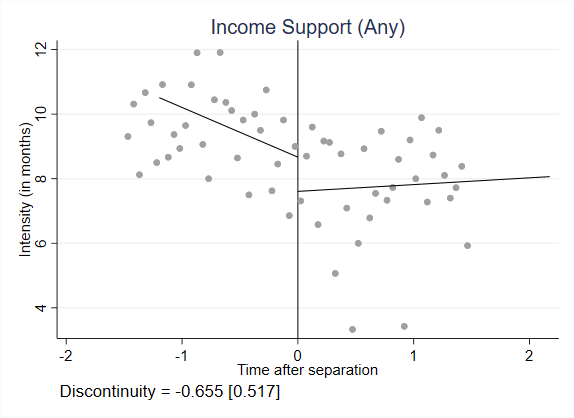 Income Support (Any)
Intensity (in months)
12
10
8
6
4
-2 -1 0 1 2
Time after separation
Discontinuity = -0.655 [0.517]